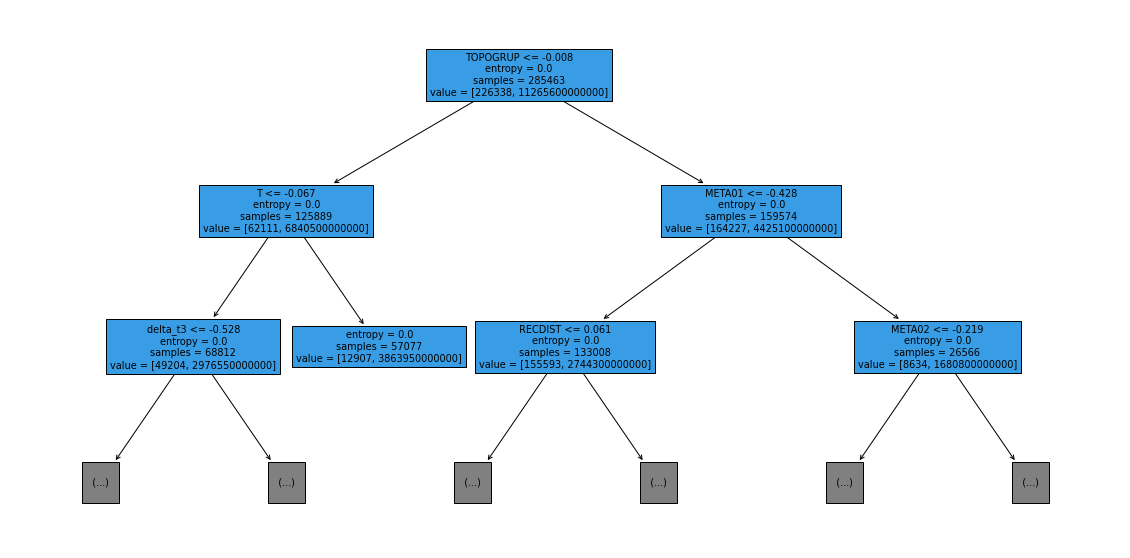 TOPOGRUP <= -0.008
entropy = 0.0
samples = 285463
value = [226338, 11265600000000]
T <= -0.067
entropy = 0.0
samples = 125889
value = [62111, 6840500000000]
META01 <= -0.428
entropy = 0.0
samples = 159574
value = [164227, 4425100000000]
delta_t3 <= -0.528
entropy = 0.0
samples = 68812
value = [49204, 2976550000000]
entropy = 0.0
samples = 57077
value = [12907, 3863950000000]
RECDIST <= 0.061
entropy = 0.0
samples = 133008
value = [155593, 2744300000000]
META02 <= -0.219
entropy = 0.0
samples = 26566
value = [8634, 1680800000000]
(...)
(...)
(...)
(...)
(...)
(...)